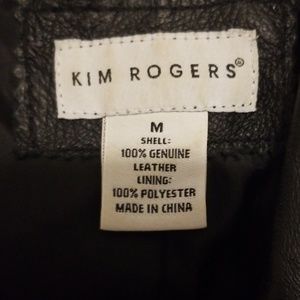 KIM ROGERS®
M
SHELL:
100% GENUINE
LEATHER
LINING:
100% POLYESTER
MADE IN CHINA